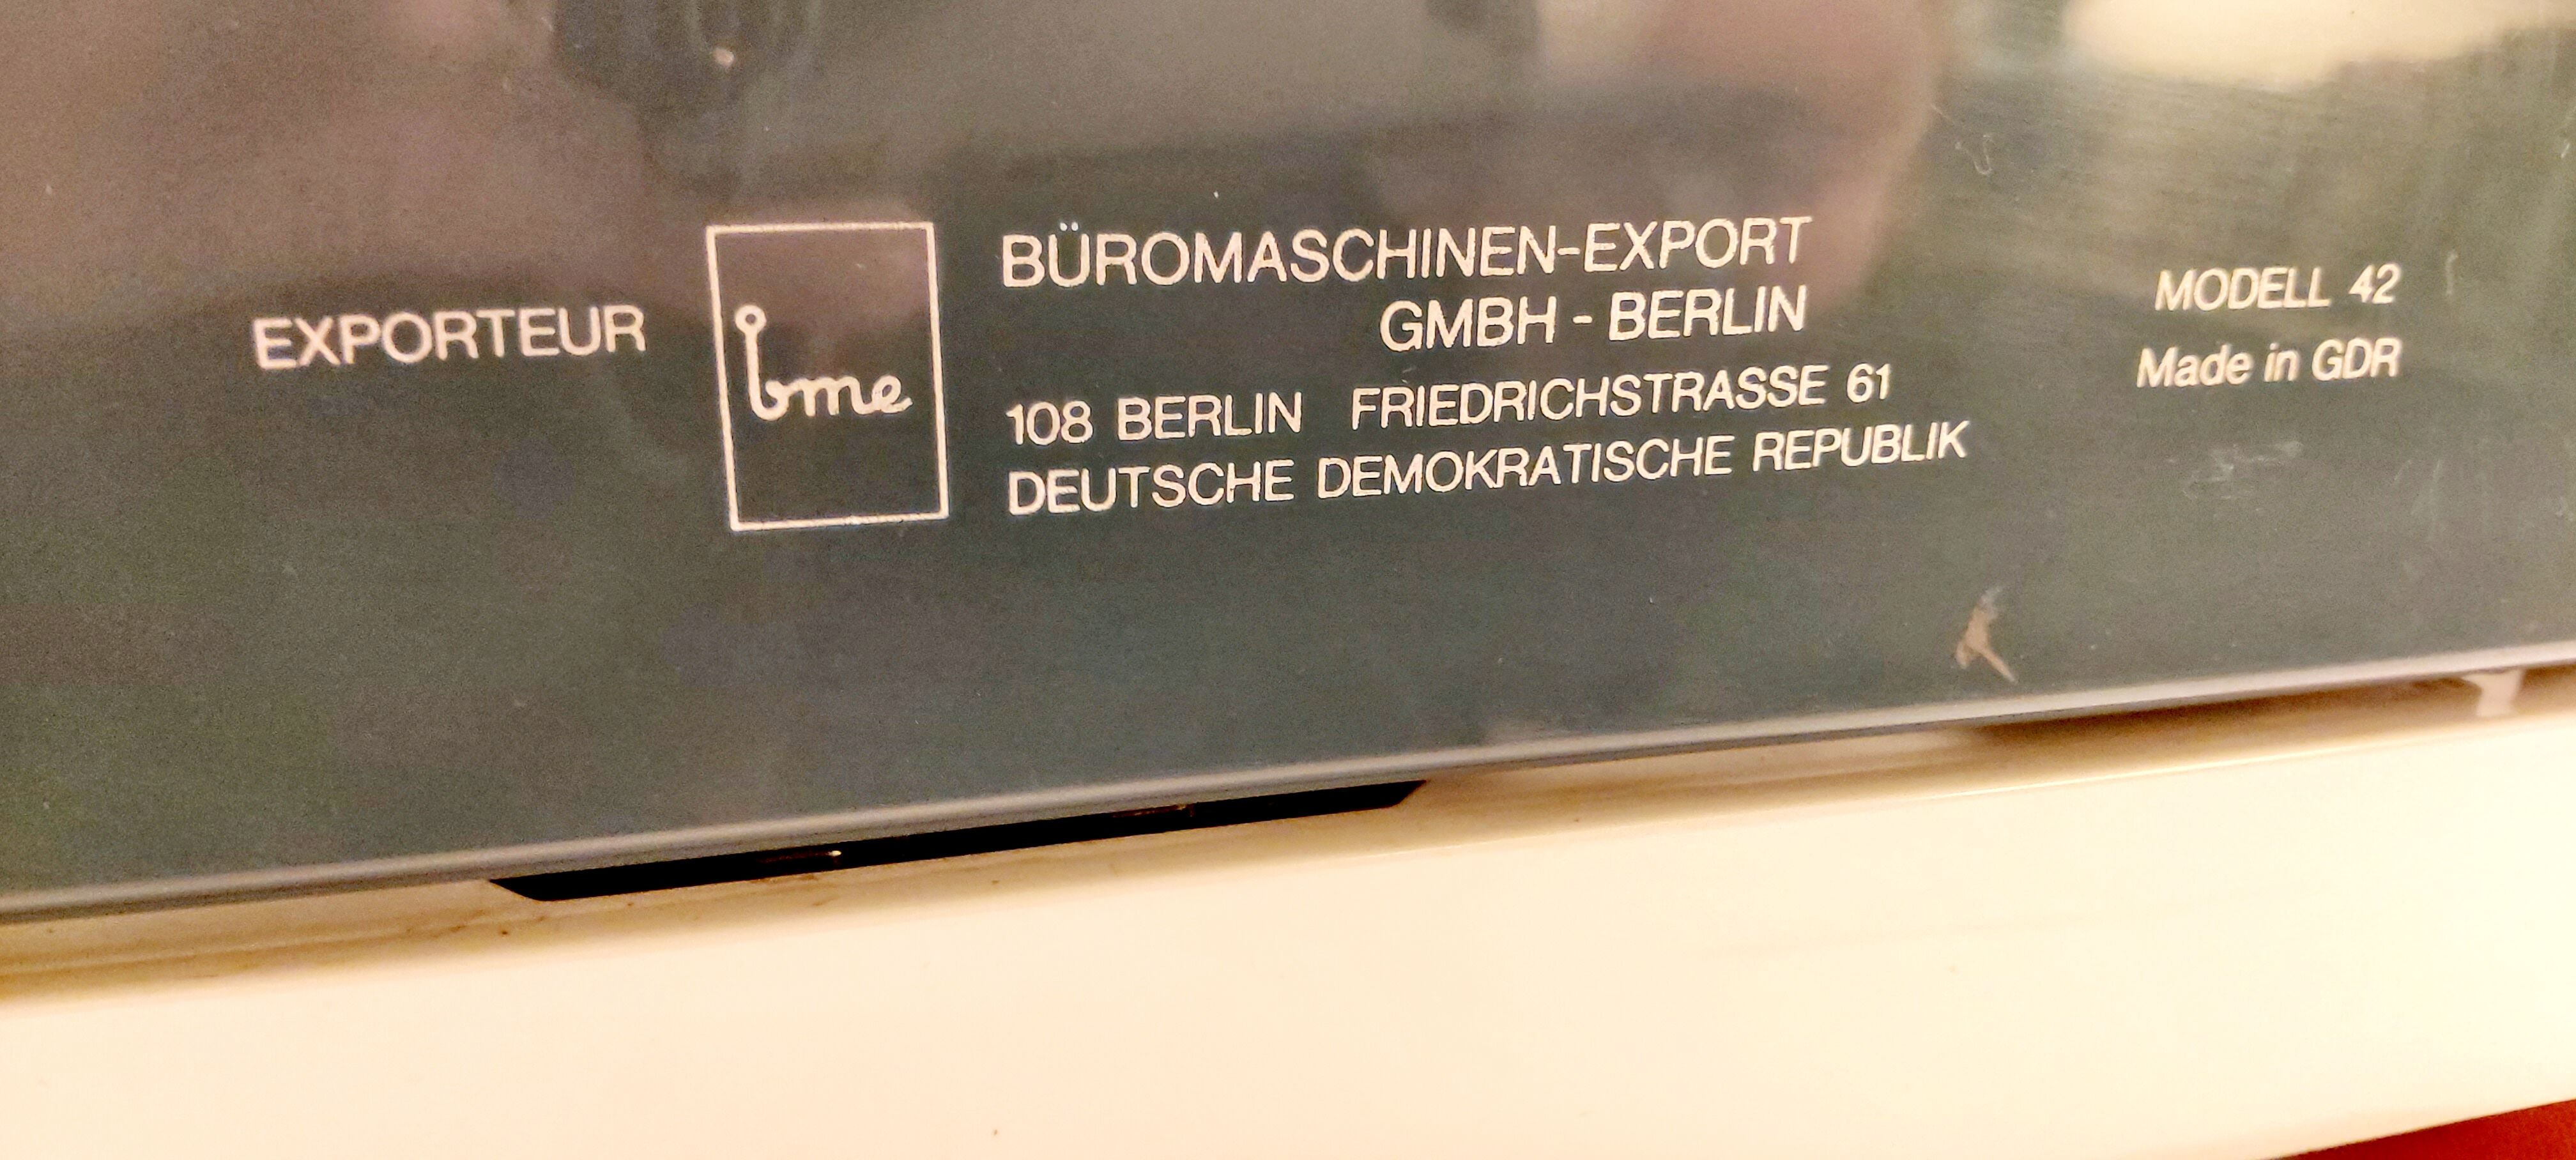 EXPORTEUR
bme
BÜROMASCHINEN-EXPORT
GMBH - BERLIN
108 BERLIN FRIEDRICHSTRASSE 61
DEUTSCHE DEMOKRATISCHE REPUBLIK
MODELL 42
Made in GDR